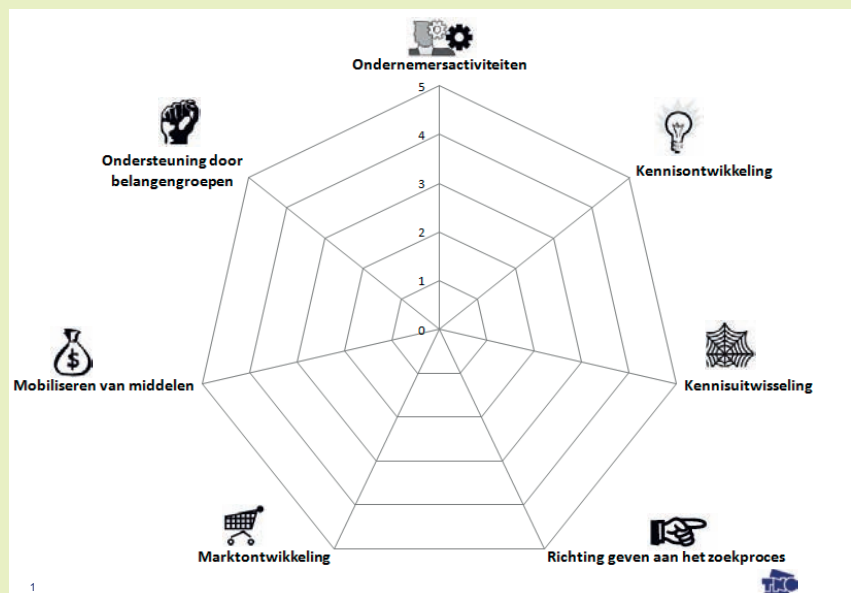 Ondernemersactiviteiten
5
4
3
2
1
0
Kennisontwikkeling
Kennisuitwisseling
Richting geven aan het zoekproces
Marktontwikkeling
Mobiliseren van middelen
$
Ondersteuning door
belangengroepen
1
TNO